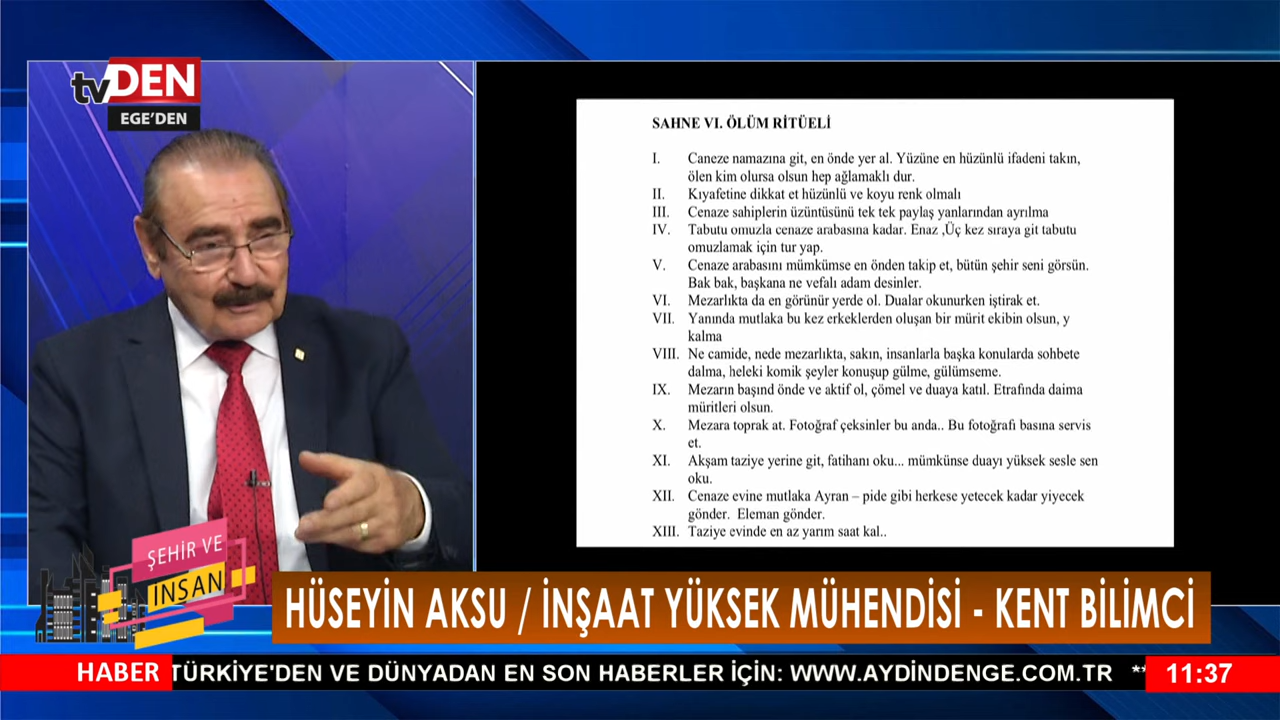 tvDEN
EGE'DEN
SAHNE VI. ÖLÜM RİTÜELİ
I. Caneze namazına git, en önde yer al. Yüzüne en hüzünlü ifadeni takın,
ölen kim olursa olsun hep ağlamaklı dur.
II. Kıyafetine dikkat et hüzünlü ve koyu renk olmalı
III. Cenaze sahiplerin üzüntüsünü tek tek paylaş yanlarından ayrılma
IV. Tabutu omuzla cenaze arabasına kadar. Enaz ,Üç kez sıraya git tabutu
omuzlamak için tur yap.
V. Cenaze arabasını mümkümse en önden takip et, bütün şehir seni görsün.
Bak bak, başkana ne vefalı adam desinler.
VI. Mezarlıkta da en görünür yerde ol. Dualar okunurken iştirak et.
VII. Yanında mutlaka bu kez erkeklerden oluşan bir mürit ekibin olsun, y
kalma
VIII. Ne camide, nede mezarlıkta, sakın, insanlarla başka konularda sohbete
dalma, heleki komik şeyler konuşup gülme, gülümseme.
IX. Mezarın başınd önde ve aktif ol, çömel ve duaya katıl. Etrafında daima
müritleri olsun.
X. Mezara toprak at. Fotoğraf çeksinler bu anda.. Bu fotoğrafı basına servis
et.
XI. Akşam taziye yerine git, fatihanı oku... mümkünse duayı yüksek sesle sen
oku.
XII. Cenaze evine mutlaka Ayran – pide gibi herkese yetecek kadar yiyecek
gönder. Eleman gönder.
XIII. Taziye evinde en az yarım saat kal..
ŞEHİR VE
İNSAN
HÜSEYİN AKSU / İNŞAAT YÜKSEK MÜHENDİSİ - KENT BİLİMCİ
HABER TÜRKİYE'DEN VE DÜNYADAN EN SON HABERLER İÇİN: WWW.AYDINDENGE.COM.TR ** 11:37